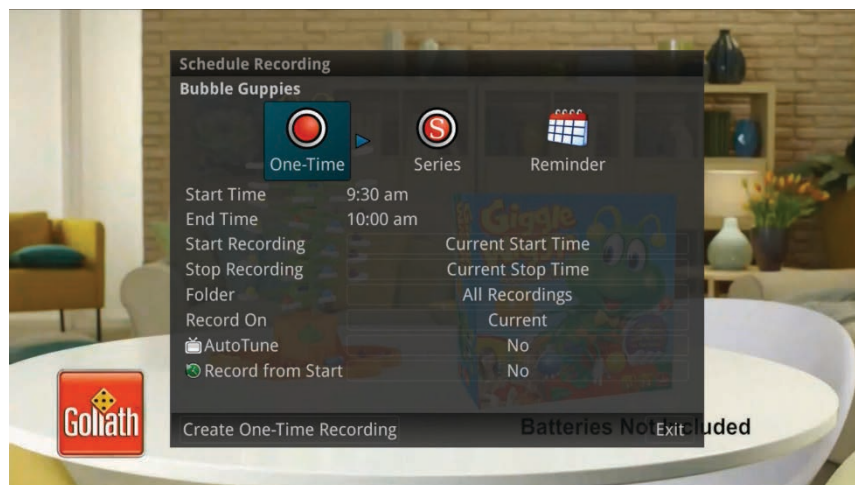 Schedule Recording
Bubble Guppies
S
One-Time Series Reminder
Start Time 9:30 am
End Time 10:00 am
Start Recording Current Start Time
Stop Recording Current Stop Time
Folder All Recordings
Record On Current
AutoTune No
Record from Start No
Create One-Time Recording Exit
Giggle
Goliath
Batteries Not Included